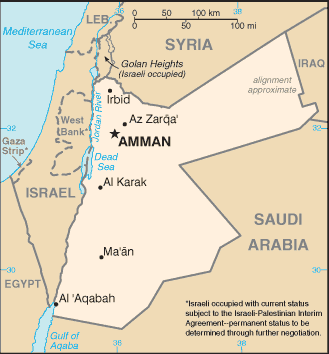 36
38
0 50 100 km
0 50 100 mi
LEB.
Mediterranean
Sea
SYRIA
Golan Heights
(Israeli occupied)
IRAQ
alignment
approximate
Irbid
Jordan River
Az Zarqa'
32
32
West
Bank*
AMMAN
Gaza
Strip*
Dead
Sea
ISRAEL
Al Karak
SAUDI
ARABIA
Ma'ān
30
30
EGYPT
Al 'Aqabah
Gulf of
Aqaba
36
38
*Israeli occupied with current status
subject to the Israeli-Palestinian Interim
Agreement--permanent status to be
determined through further negotiation.